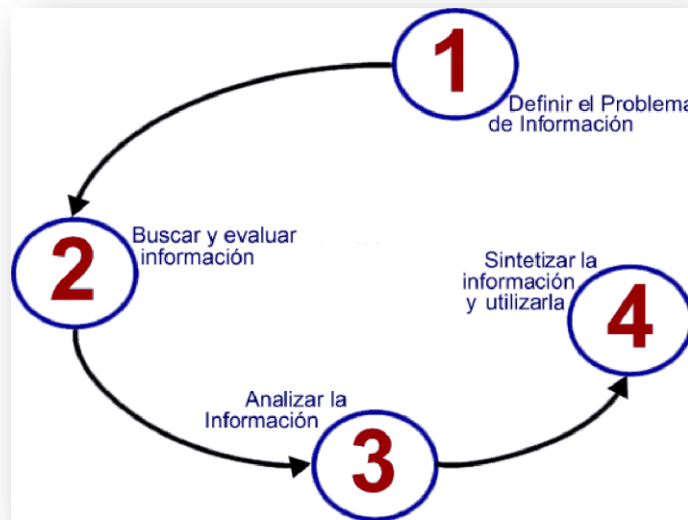 1
Definir el Problema
de Información
2
Buscar y evaluar
información
3
Analizar la
Información
4
Sintetizar la
información
y utilizarla